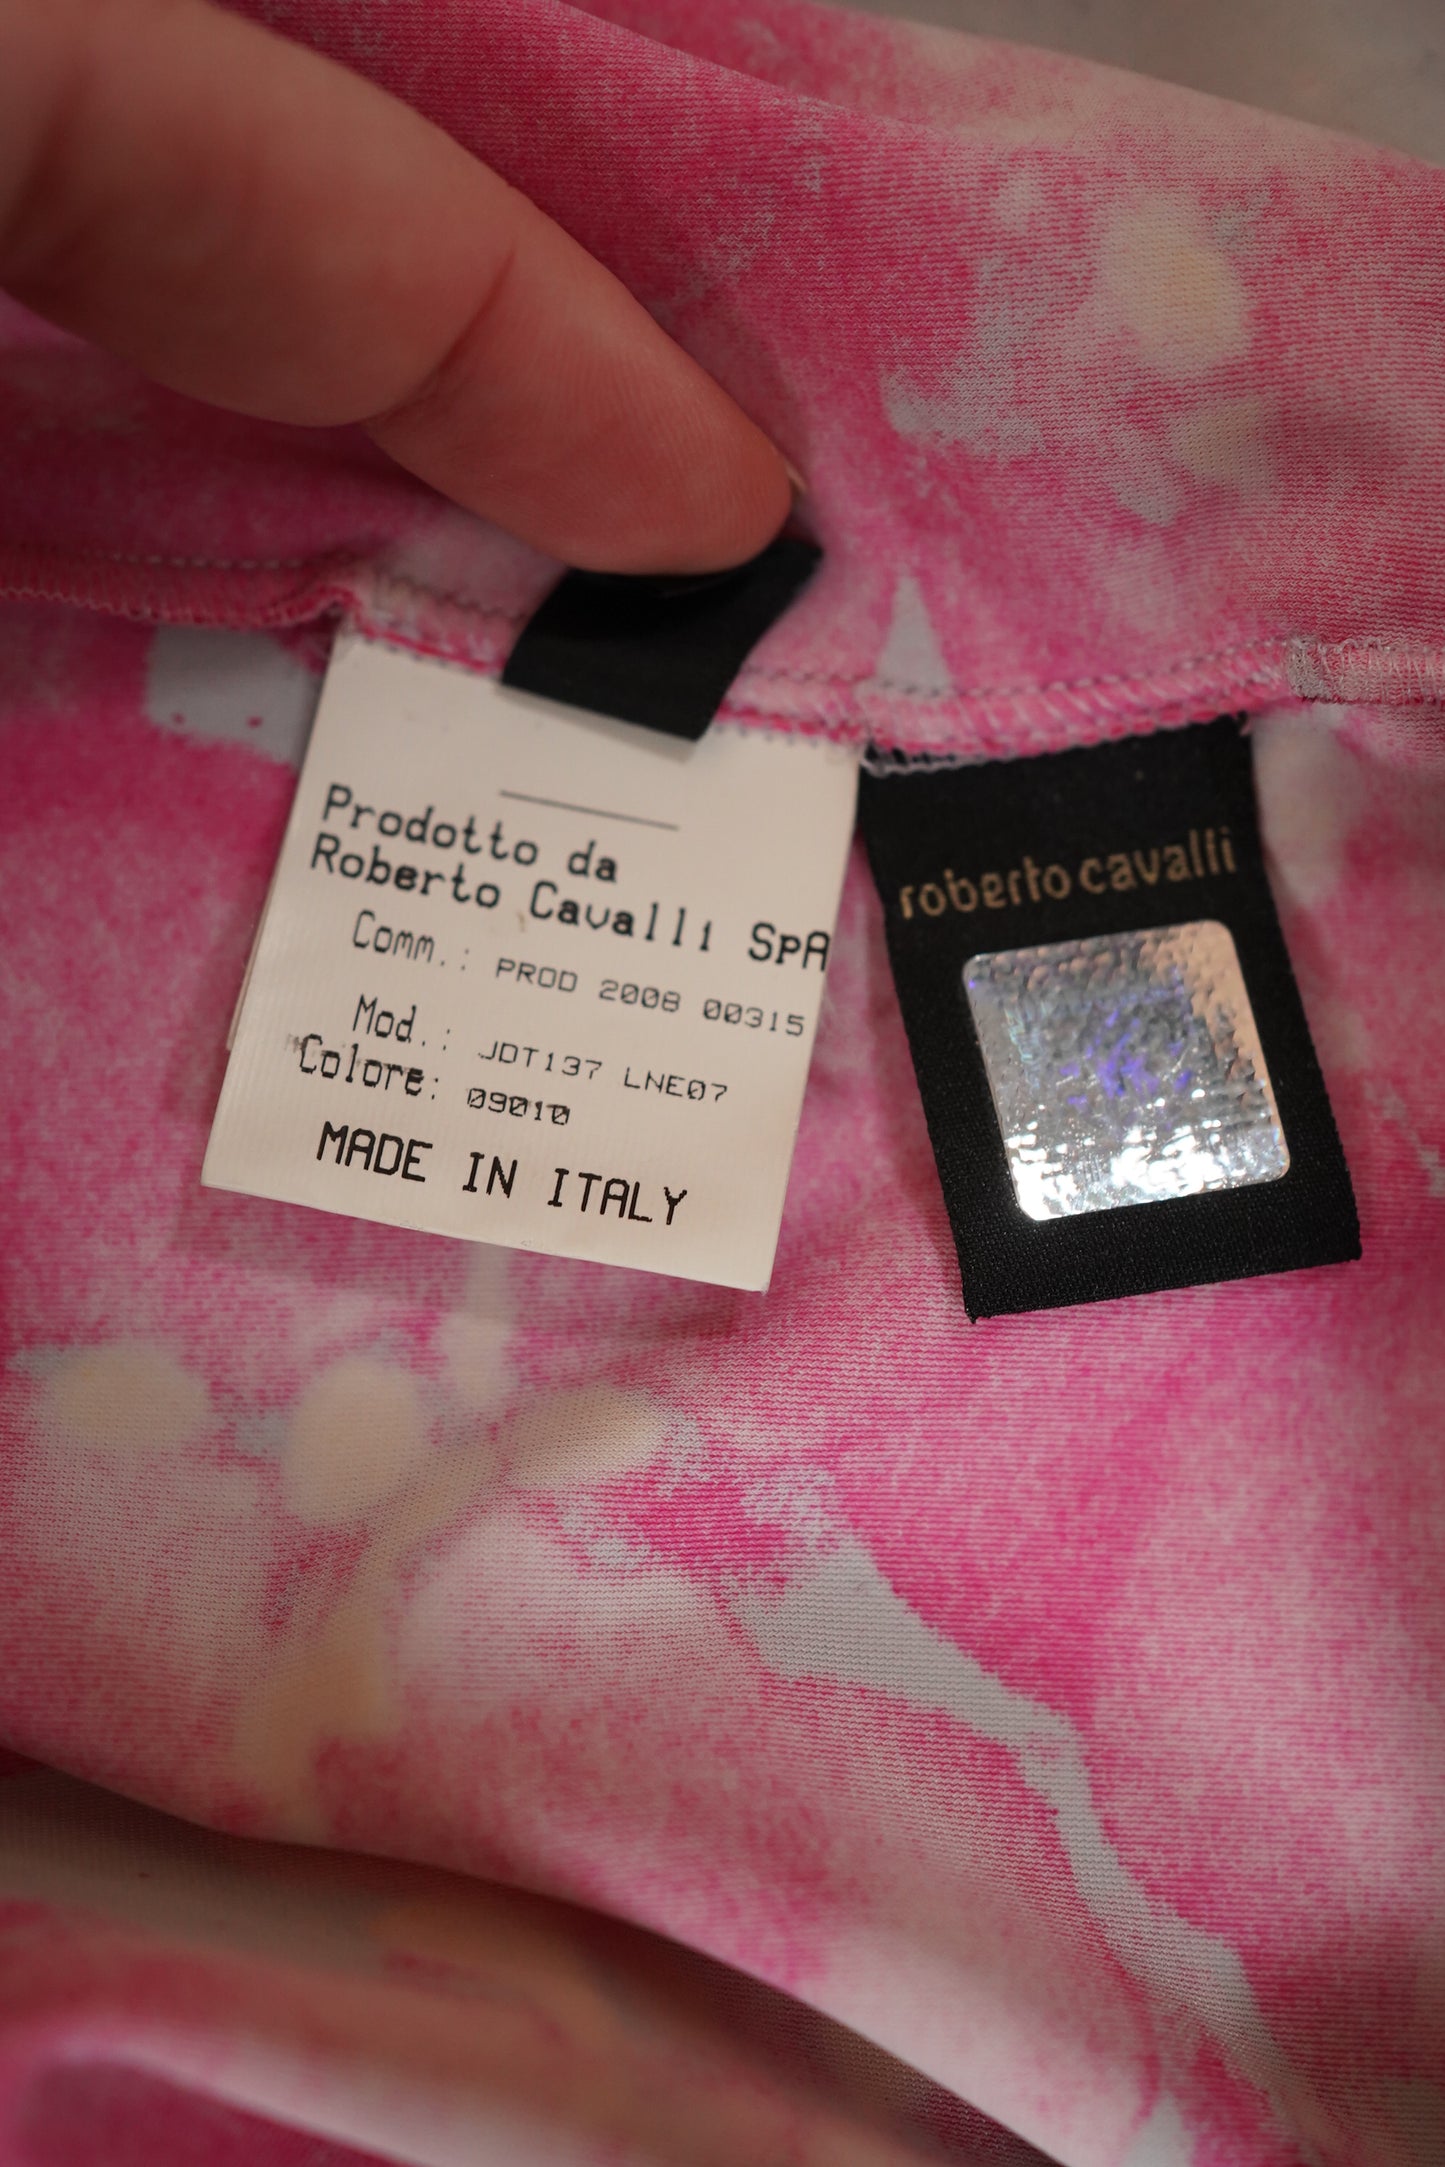 Prodotto da
Roberto Cavalli SpA
Comm.: PROD 2008 00315
Mod.: JDT137 LNE07
Colore: 09010
MADE IN ITALY
roberto cavalli